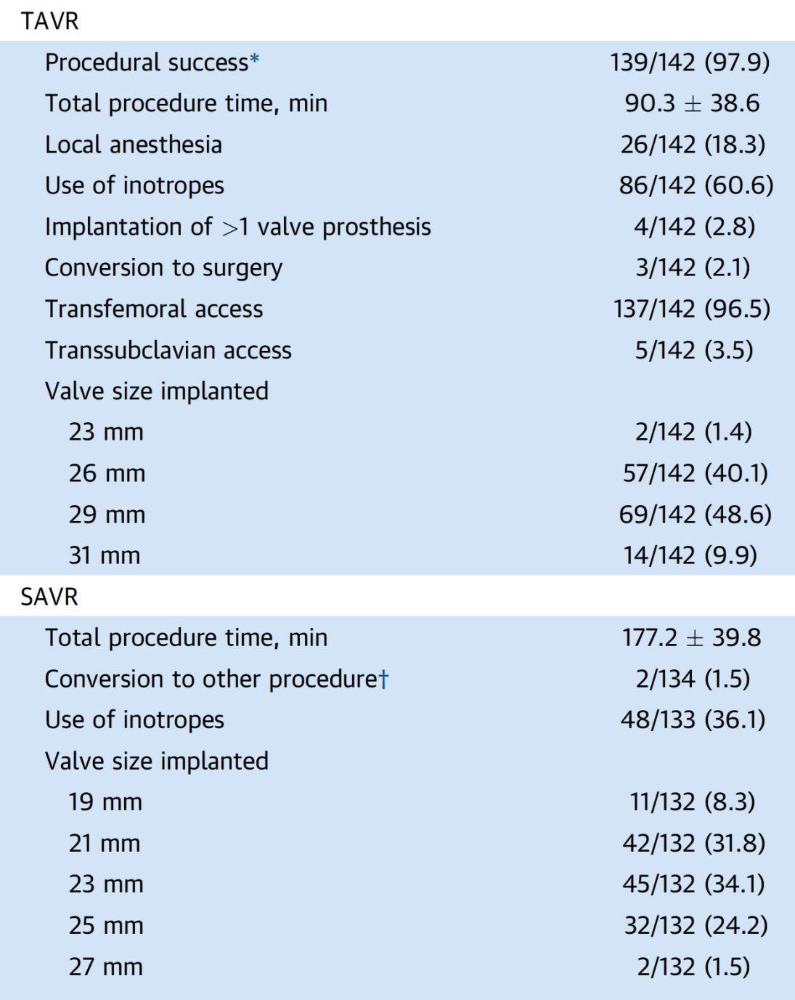 TAVR
Procedural success* 139/142 (97.9)
Total procedure time, min 90.3 ± 38.6
Local anesthesia 26/142 (18.3)
Use of inotropes 86/142 (60.6)
Implantation of >1 valve prosthesis 4/142 (2.8)
Conversion to surgery 3/142 (2.1)
Transfemoral access 137/142 (96.5)
Transsubclavian access 5/142 (3.5)
Valve size implanted
23 mm 2/142 (1.4)
26 mm 57/142 (40.1)
29 mm 69/142 (48.6)
31 mm 14/142 (9.9)
SAVR
Total procedure time, min 177.2 ± 39.8
Conversion to other procedure† 2/134 (1.5)
Use of inotropes 48/133 (36.1)
Valve size implanted
19 mm 11/132 (8.3)
21 mm 42/132 (31.8)
23 mm 45/132 (34.1)
25 mm 32/132 (24.2)
27 mm 2/132 (1.5)